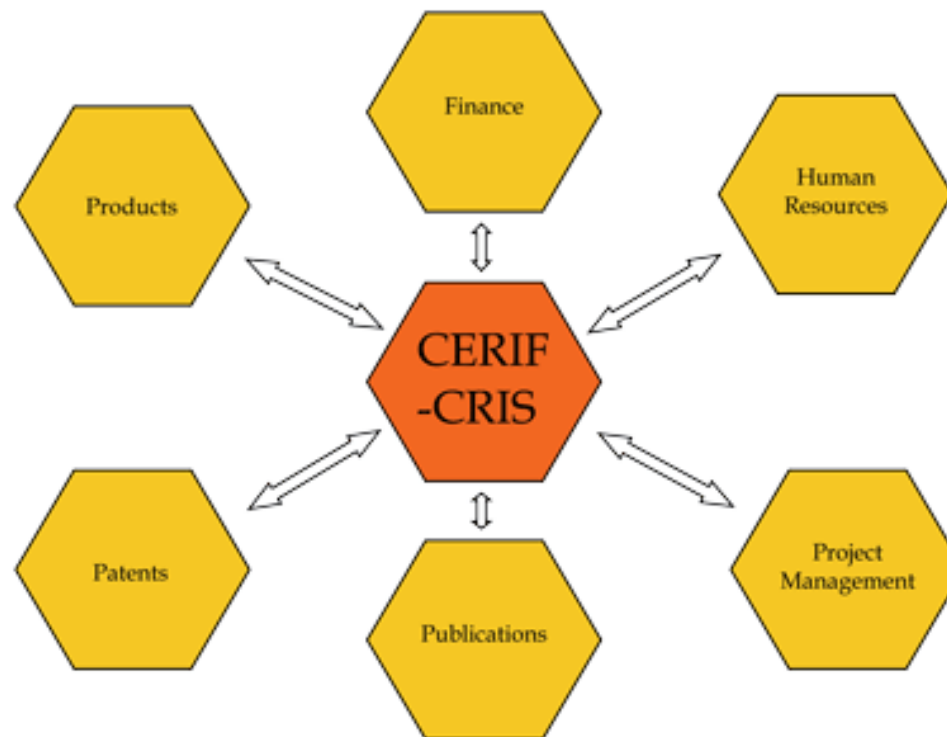 Finance
Products
Human
Resources
CERIF
-CRIS
Patents
Project
Management
Publications